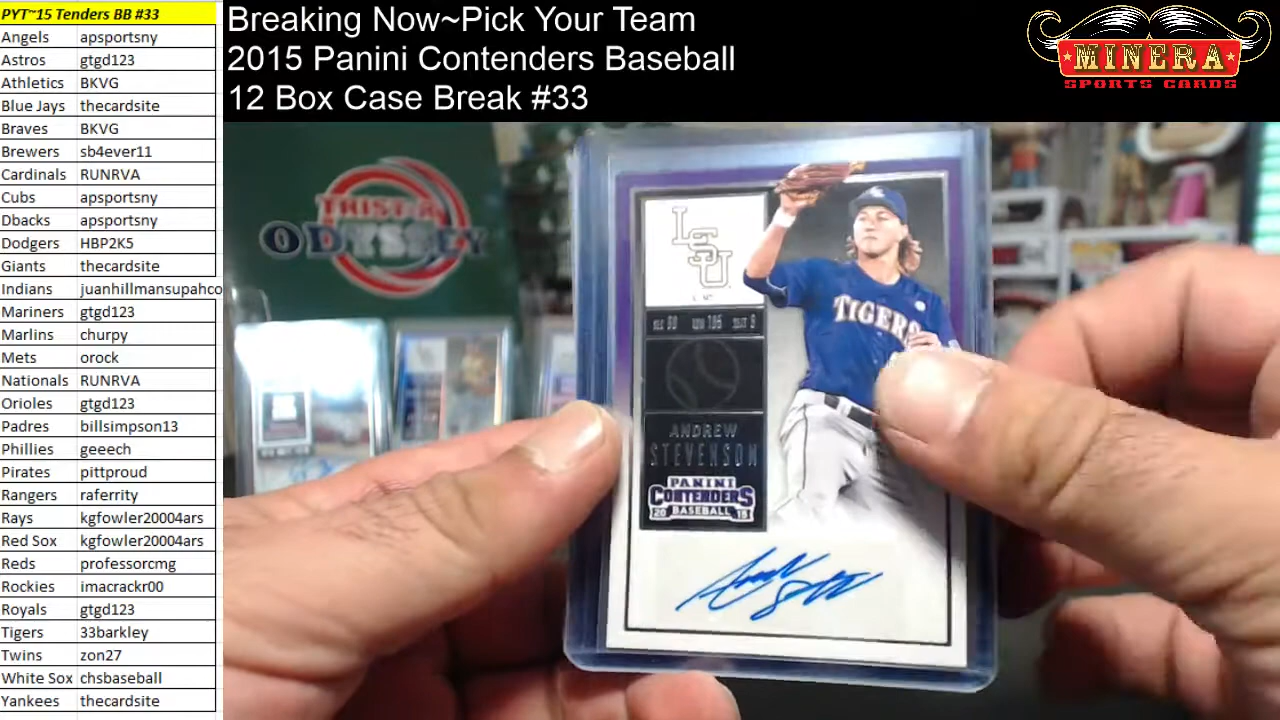 PYT~15 Tenders BB #33
Angels apsportsny
Astros gtgd123
Athletics BKVG
Blue Jays thecardsite
Braves BKVG
Brewers sb4ever11
Cardinals RUNRVA
Cubs apsportsny
Dbacks apsportsny
Dodgers HBP2K5
Giants thecardsite
Indians juanhillmansupahco
Mariners gtgd123
Marlins churpy
Mets orock
Nationals RUNRVA
Orioles gtgd123
Padres billsimpson13
Phillies geeech
Pirates pittproud
Rangers raferrity
Rays kgfowler20004ars
Red Sox kgfowler20004ars
Reds professorcmg
Rockies imacrackr00
Royals gtgd123
Tigers 33barkley
Twins zon27
White Sox chsbaseball
Yankees thecardsite
Breaking Now~Pick Your Team
2015 Panini Contenders Baseball
12 Box Case Break #33
MINERA
SPORTS CARDS
TRISTAR
ODYSSEY
LSU
TIGERS
ANDREW
STEVENSON
PANINI
CONTENDERS
20 BASEBALL 15